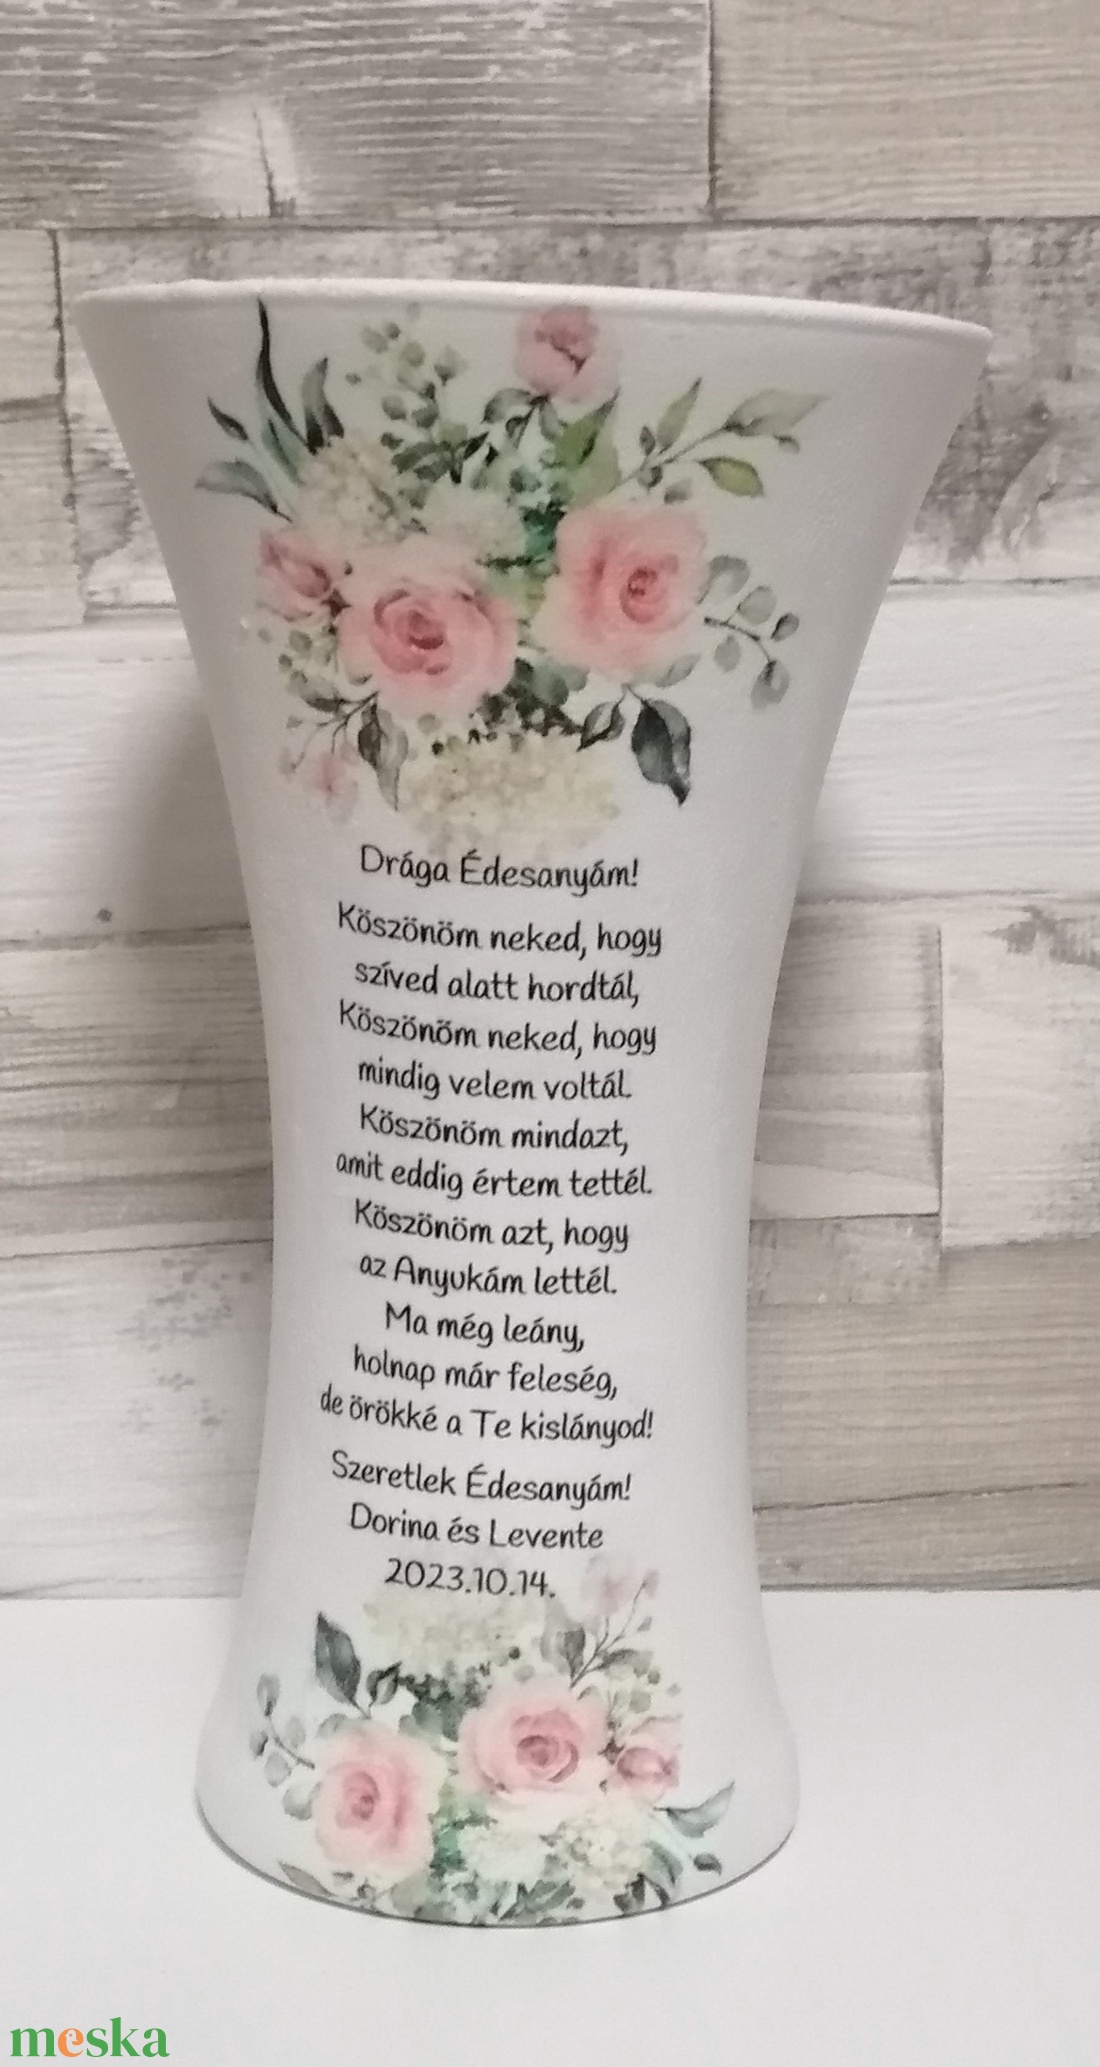 Drága Édesanyám!
Köszönöm neked, hogy
szíved alatt hordtál,
Köszönöm neked, hogy
mindig velem voltál.
Köszönöm mindazt,
amit eddig értem tettél.
Köszönöm azt, hogy
az Anyukám lettél.
Ma még leány,
holnap már feleség,
de örökké a Te kislányod!
Szeretlek Édesanyám!
Dorina és Levente
2023.10.14.
meska